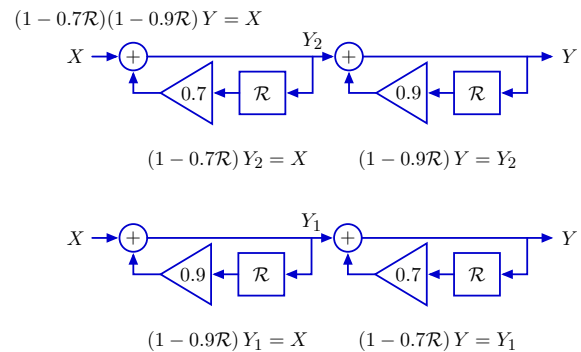 (1 − 0.7ℛ)(1 − 0.9ℛ) Y = X
X + Y₂ + Y
0.7 ℛ 0.9 ℛ
(1 − 0.7ℛ) Y₂ = X (1 − 0.9ℛ) Y = Y₂
X + Y₁ + Y
0.9 ℛ 0.7 ℛ
(1 − 0.9ℛ) Y₁ = X (1 − 0.7ℛ) Y = Y₁